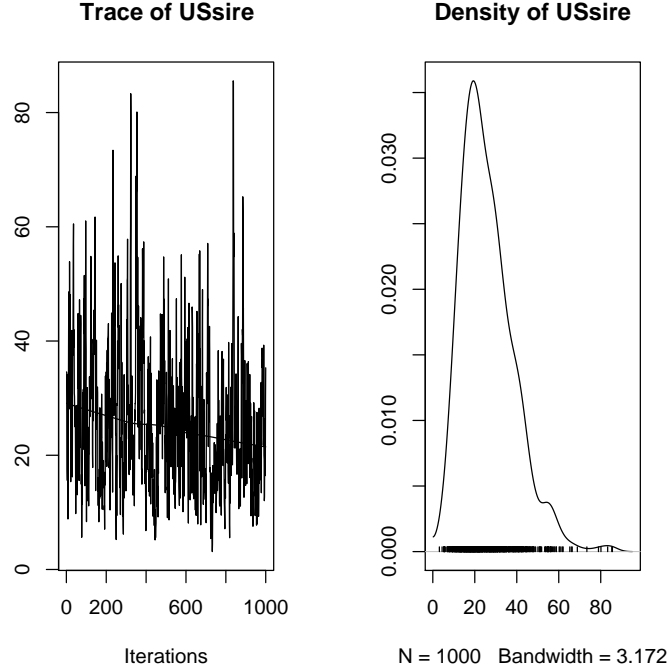 Trace of USsire
80
60
40
20
0
0 200 600 1000
Iterations
Density of USsire
0.030
0.020
0.010
0.000
0 20 40 60 80
N = 1000 Bandwidth = 3.172